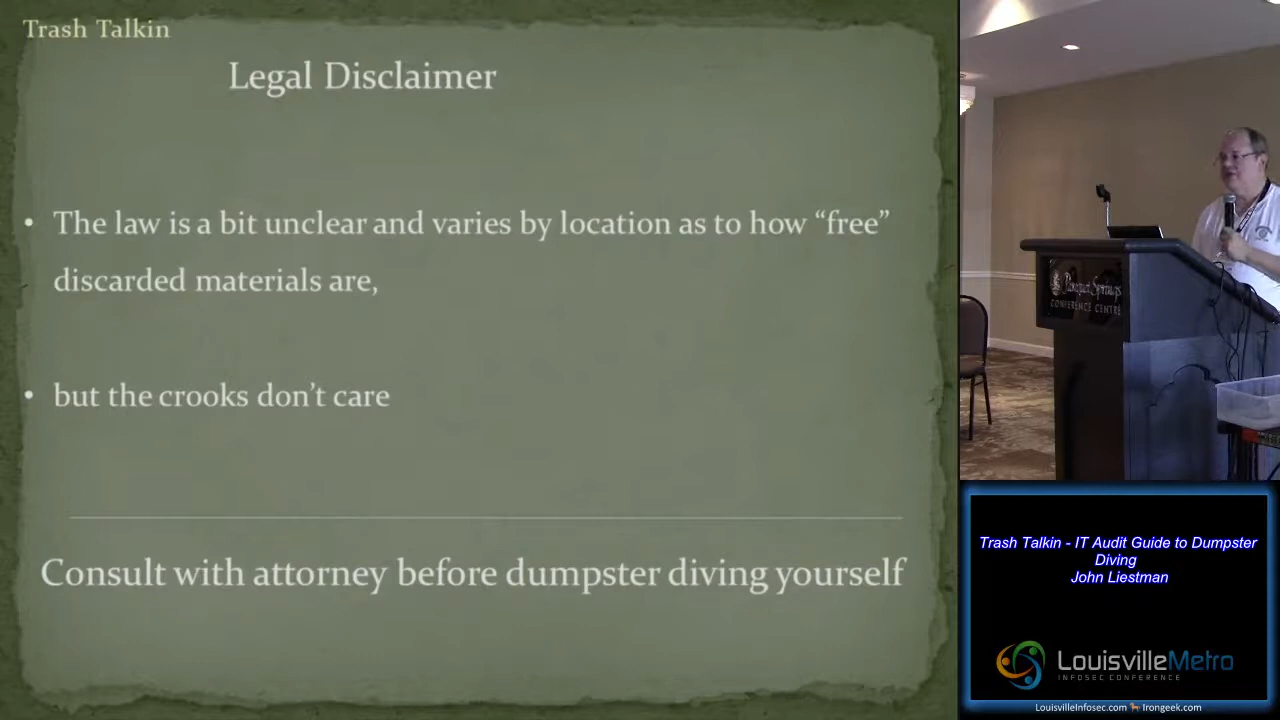 Trash Talkin
Legal Disclaimer
• The law is a bit unclear and varies by location as to how “free”
discarded materials are,
• but the crooks don’t care
Consult with attorney before dumpster diving yourself
CONFERENCE CENTRE
Trash Talkin - IT Audit Guide to Dumpster
Diving
John Liestman
LouisvilleMetro
INFOSEC CONFERENCE
LouisvilleInfosec.com Irongeek.com